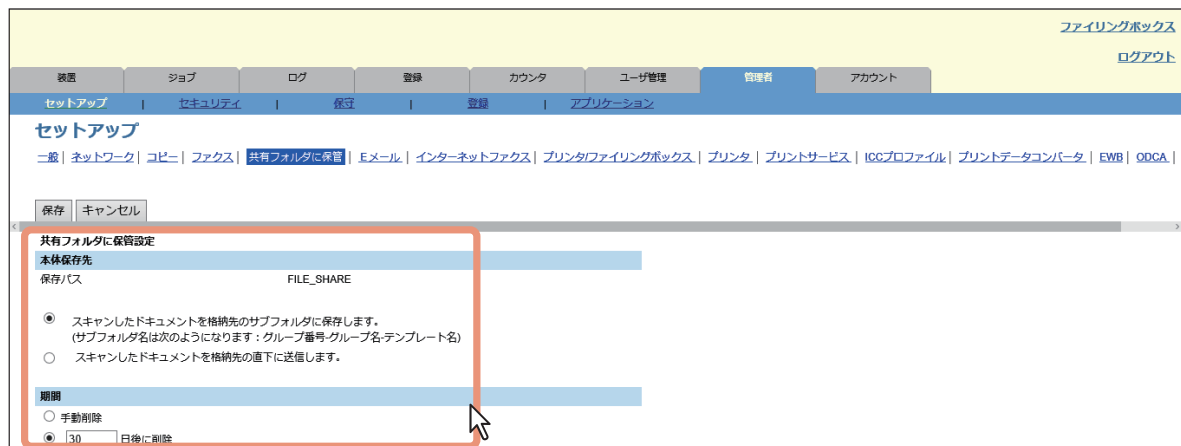 ファイリングボックス
ログアウト
装置 ジョブ ログ 登録 カウンタ ユーザ管理 管理者 アカウント
セットアップ | セキュリティ | 保守 | 登録 | アプリケーション
セットアップ
一般 | ネットワーク | コピー | ファクス | 共有フォルダに保管 | Eメール | インターネットファクス | プリンタ/ファイリングボックス | プリンタ | プリントサービス | ICCプロファイル | プリントデータコンバータ | EWB | ODCA |
保存 キャンセル
共有フォルダに保管設定
本体保存先
保存パス FILE_SHARE
スキャンしたドキュメントを格納先のサブフォルダに保存します。
(サブフォルダ名は次のようになります：グループ番号-グループ名-テンプレート名)
スキャンしたドキュメントを格納先の直下に送信します。
期間
手動削除
30 日後に削除